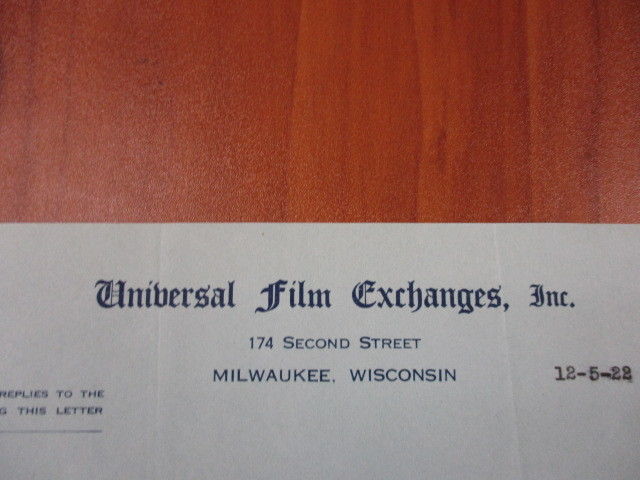 Universal Film Exchanges, Inc.
174 SECOND STREET
MILWAUKEE, WISCONSIN
12-5-22
REPLIES TO THE
G THIS LETTER